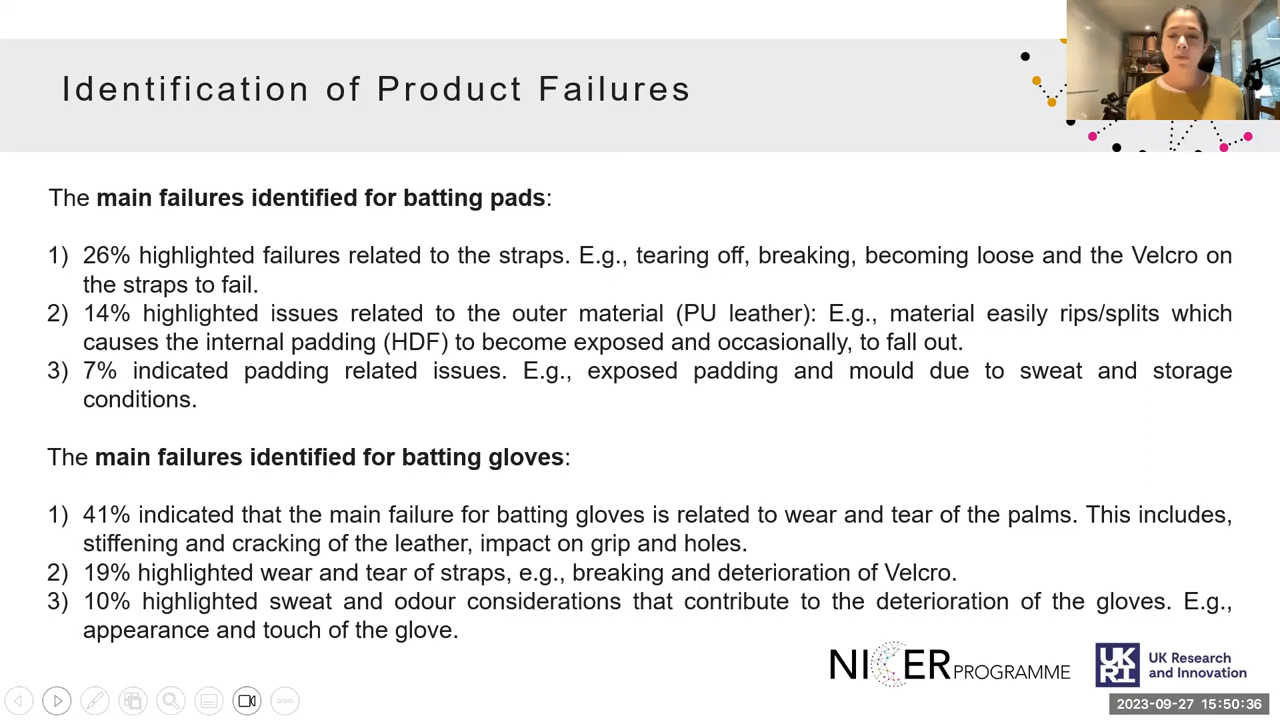 Identification of Product Failures
The main failures identified for batting pads:
1) 26% highlighted failures related to the straps. E.g., tearing off, breaking, becoming loose and the Velcro on
the straps to fail.
2) 14% highlighted issues related to the outer material (PU leather): E.g., material easily rips/splits which
causes the internal padding (HDF) to become exposed and occasionally, to fall out.
3) 7% indicated padding related issues. E.g., exposed padding and mould due to sweat and storage
conditions.
The main failures identified for batting gloves:
1) 41% indicated that the main failure for batting gloves is related to wear and tear of the palms. This includes,
stiffening and cracking of the leather, impact on grip and holes.
2) 19% highlighted wear and tear of straps, e.g., breaking and deterioration of Velcro.
3) 10% highlighted sweat and odour considerations that contribute to the deterioration of the gloves. E.g.,
appearance and touch of the glove.
NICER PROGRAMME
UKRI
UK Research
and Innovation
2023-09-27 15:50:36